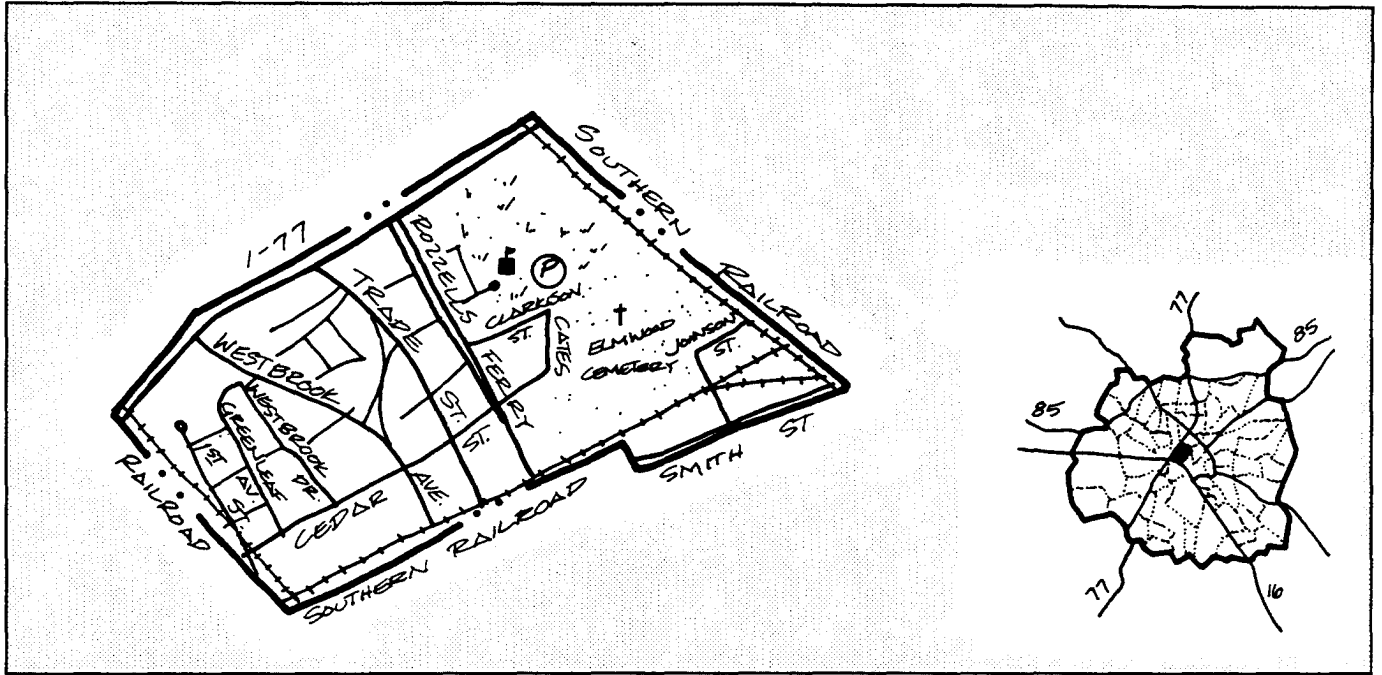 SOUTHERN
RAILROAD
I-77
ROZZELLS
FERRY
TRADE
ST.
P
CLARKSON
ST.
CATES
ELMWOOD
CEMETERY
JOHNSON
ST.
WESTBROOK
AVE.
WESTBROOK
DR.
GREENLEAF
1ST
AV.
ST.
CEDAR
ST.
SMITH
ST.
RAILROAD
SOUTHERN
RAILROAD
77
85
85
77
16